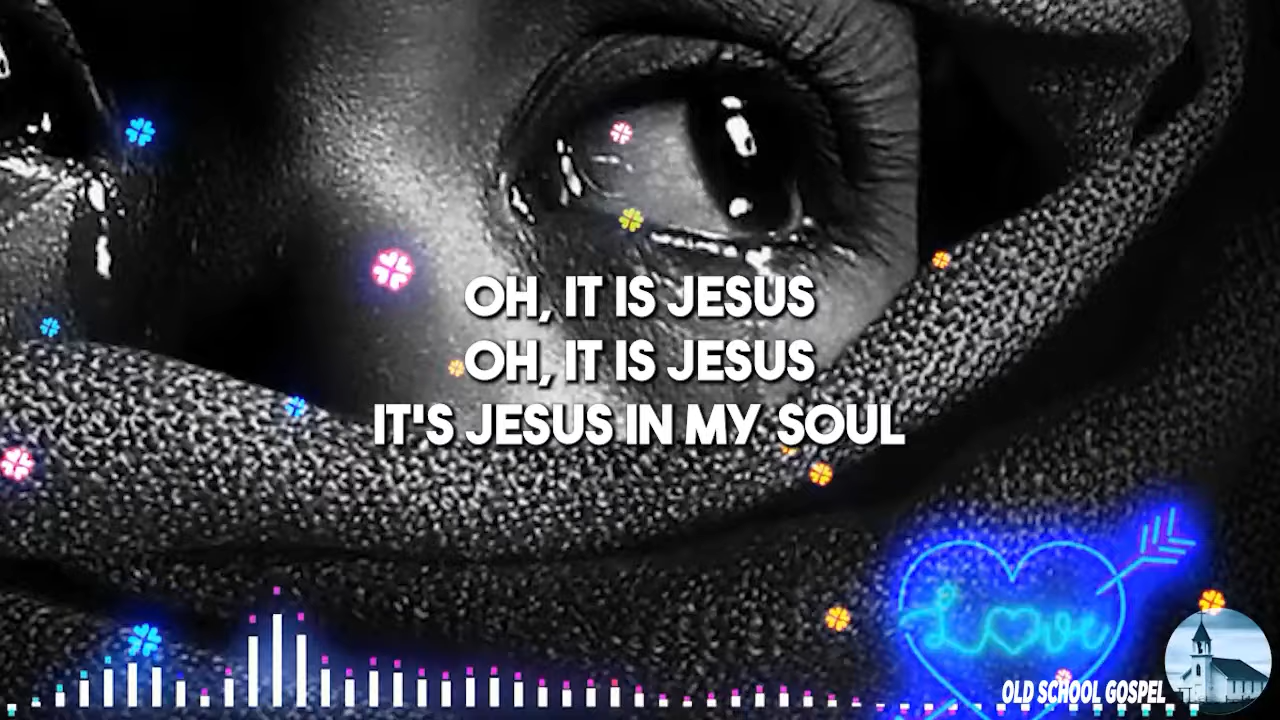 OH, IT IS JESUS
OH, IT IS JESUS
IT'S JESUS IN MY SOUL
Love
OLD SCHOOL GOSPEL